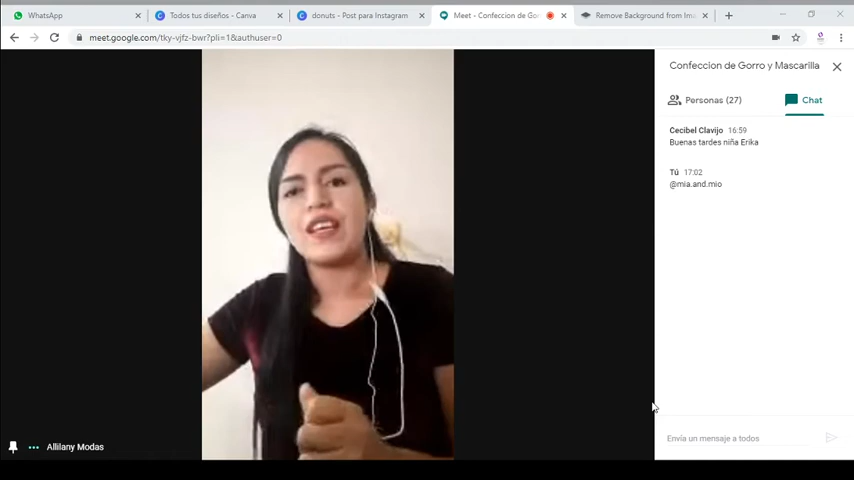 WhatsApp
Todos tus diseños - Canva
donuts - Post para Instagram
Meet - Confeccion de Go
Remove Background from Ima
meet.google.com/tky-vjfz-bwr?pli=1&authuser=0
Confeccion de Gorro y Mascarilla
Personas (27)
Chat
Cecibel Clavijo 16:59
Buenas tardes niña Erika
Tú 17:02
@mia.and.mio
Envía un mensaje a todos
Allilany Modas